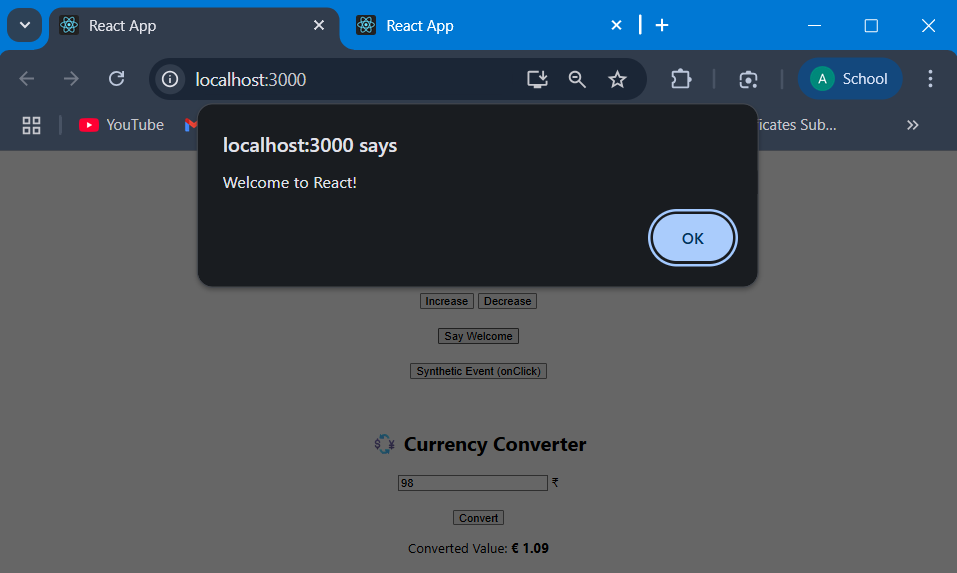 React App
React App
localhost:3000
A School
YouTube
icates Sub...
localhost:3000 says
Welcome to React!
OK
Increase Decrease
Say Welcome
Synthetic Event (onClick)
Currency Converter
98 ₹
Convert
Converted Value: € 1.09